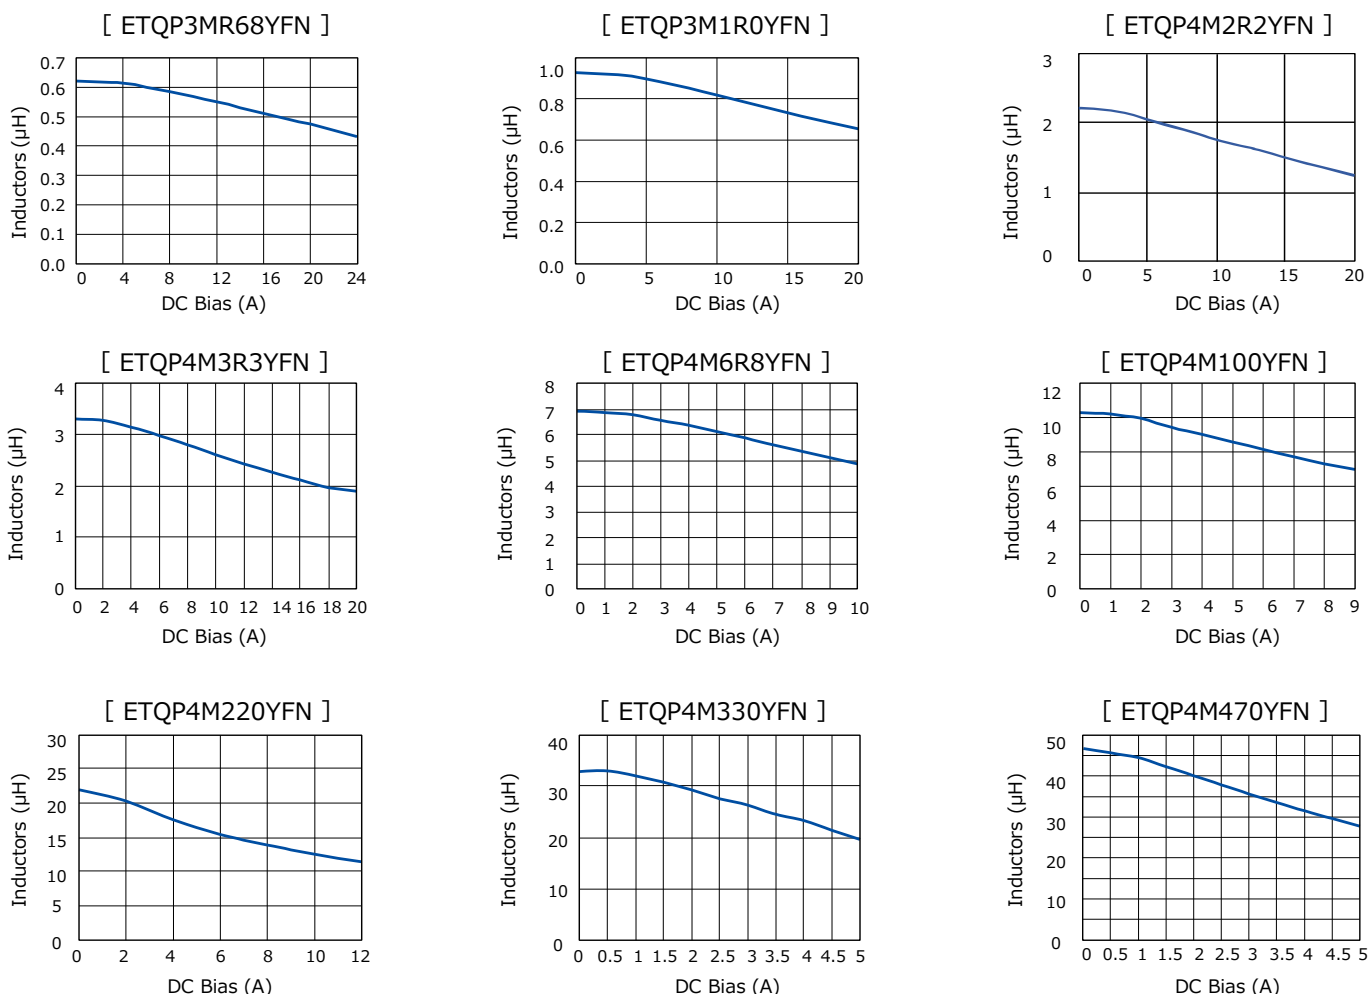 [ ETQP3MR68YFN ]
Inductors (µH)
0.7
0.6
0.5
0.4
0.3
0.2
0.1
0.0
0 4 8 12 16 20 24
DC Bias (A)
[ ETQP3M1R0YFN ]
Inductors (µH)
1.0
0.8
0.6
0.4
0.2
0.0
0 5 10 15 20
DC Bias (A)
[ ETQP4M2R2YFN ]
Inductors (µH)
3
2
1
0
0 5 10 15 20
DC Bias (A)
[ ETQP4M3R3YFN ]
Inductors (µH)
4
3
2
1
0
0 2 4 6 8 10 12 14 16 18 20
DC Bias (A)
[ ETQP4M6R8YFN ]
Inductors (µH)
8
7
6
5
4
3
2
1
0
0 1 2 3 4 5 6 7 8 9 10
DC Bias (A)
[ ETQP4M100YFN ]
Inductors (µH)
12
10
8
6
4
2
0
0 1 2 3 4 5 6 7 8 9
DC Bias (A)
[ ETQP4M220YFN ]
Inductors (µH)
30
25
20
15
10
5
0
0 2 4 6 8 10 12
DC Bias (A)
[ ETQP4M330YFN ]
Inductors (µH)
40
30
20
10
0
0 0.5 1 1.5 2 2.5 3 3.5 4 4.5 5
DC Bias (A)
[ ETQP4M470YFN ]
Inductors (µH)
50
40
30
20
10
0
0 0.5 1 1.5 2 2.5 3 3.5 4 4.5 5
DC Bias (A)